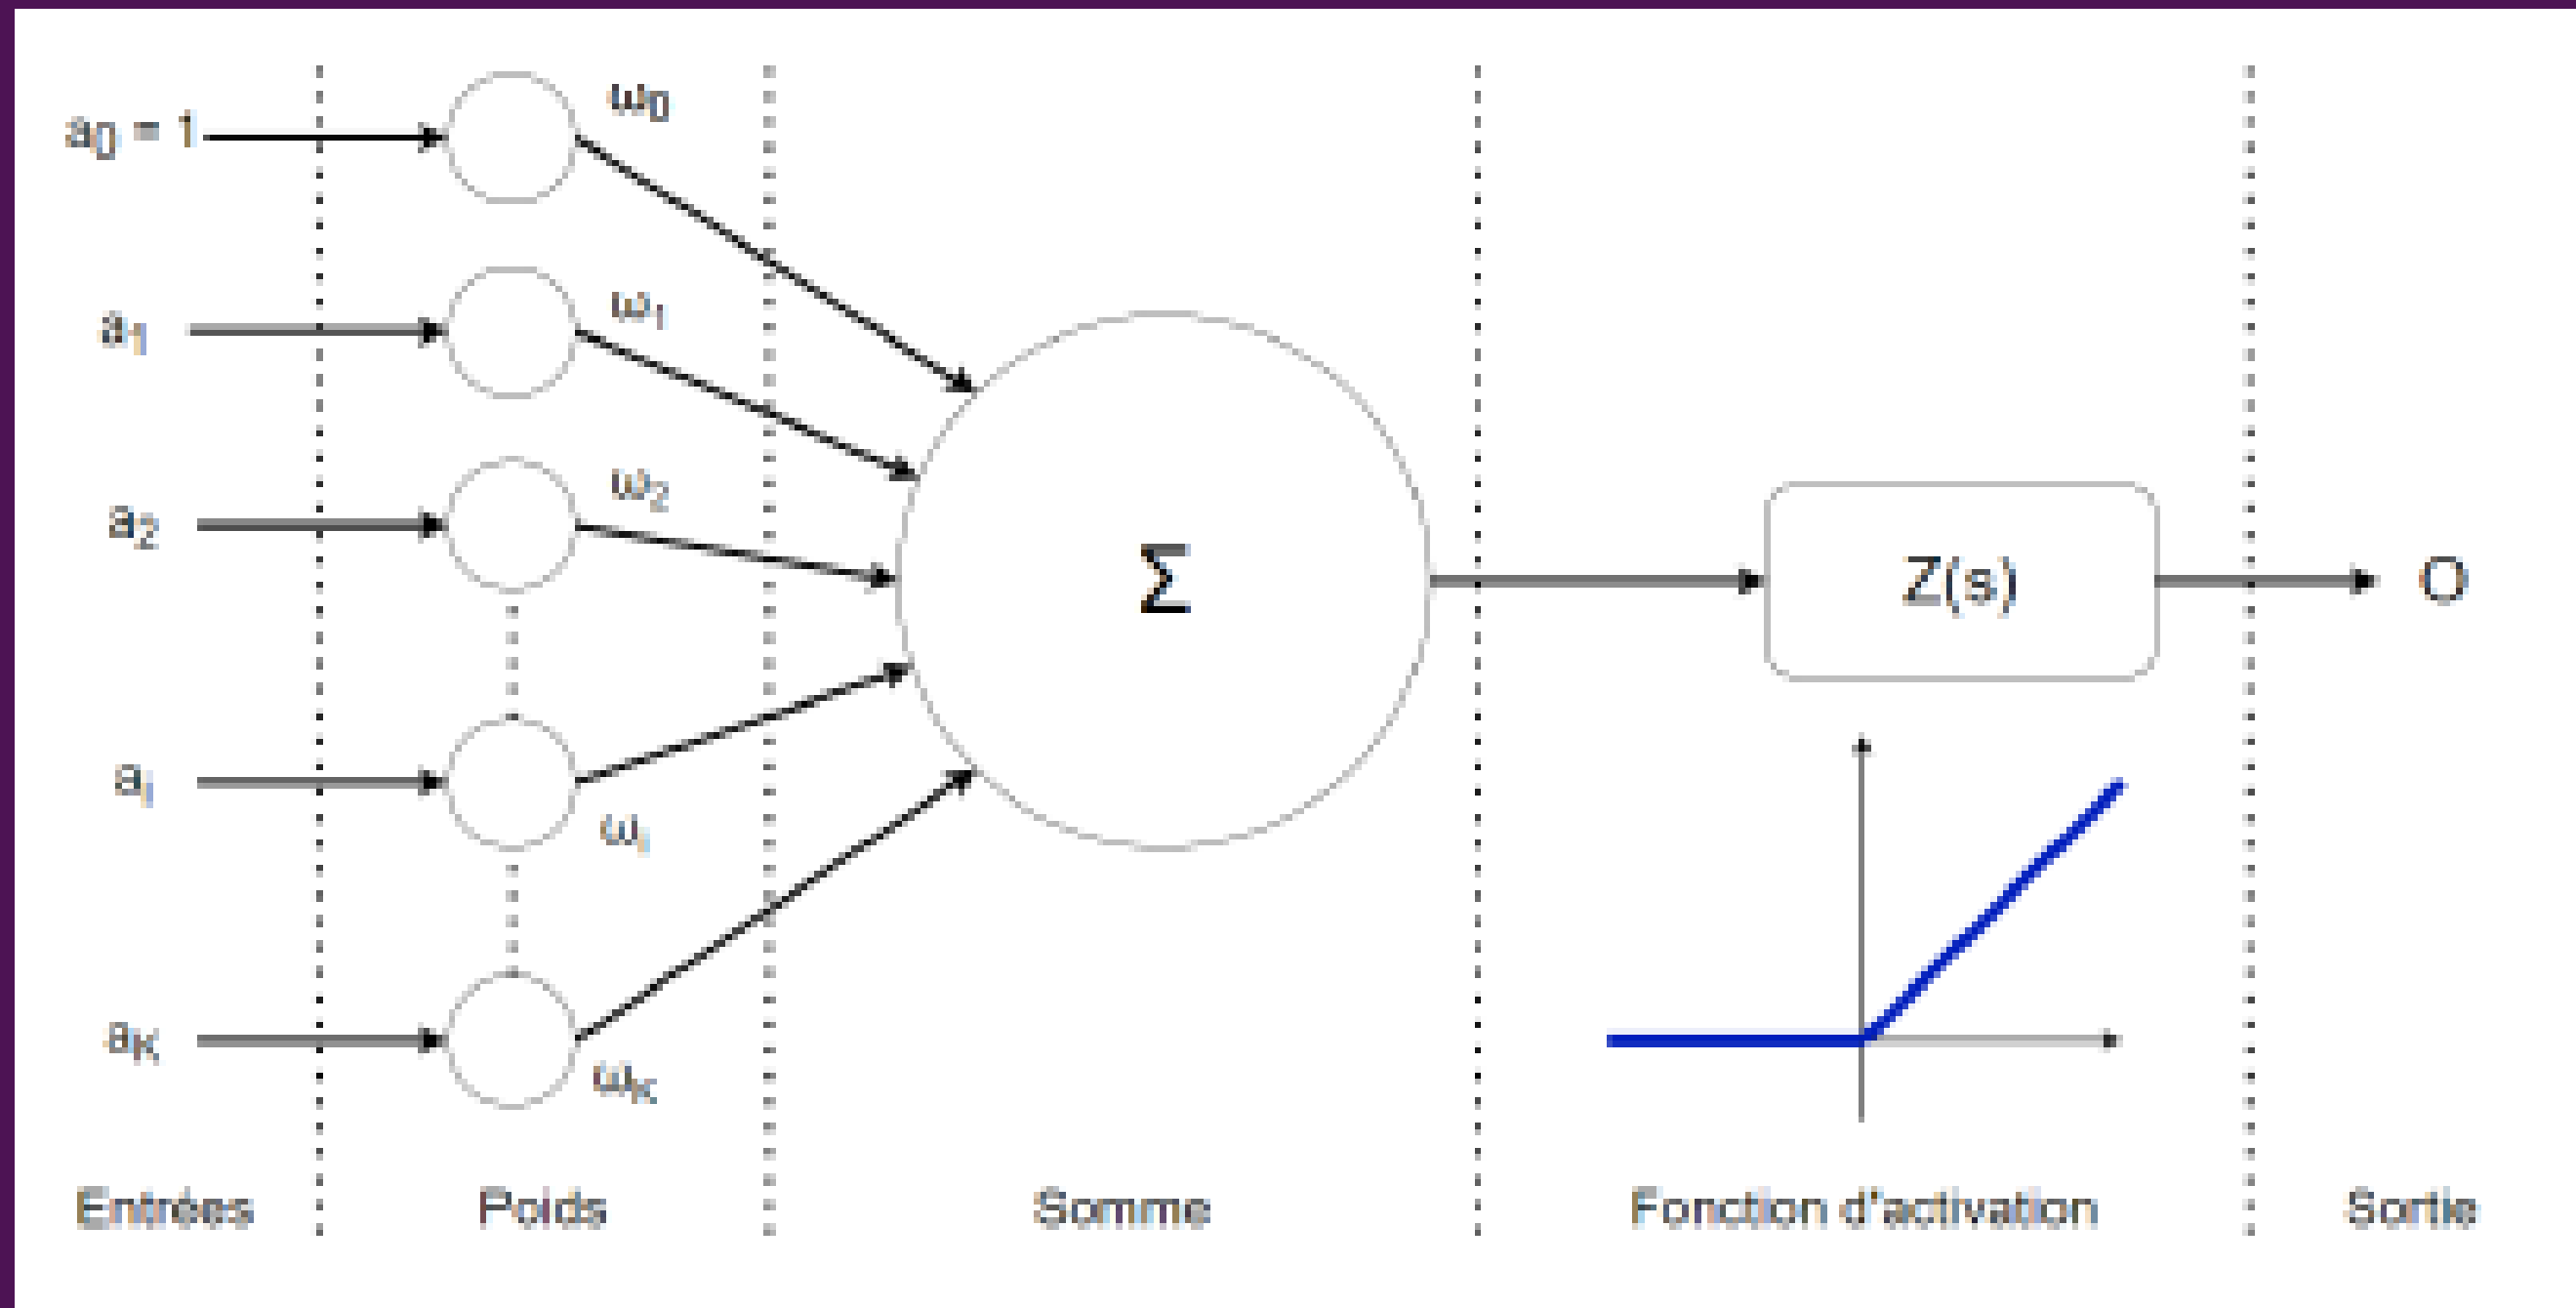 a0 = 1
ω0
a1
ω1
a2
ω2
Σ
Z(s)
O
ai
ωi
aK
ωK
Entrées
Poids
Somme
Fonction d'activation
Sortie